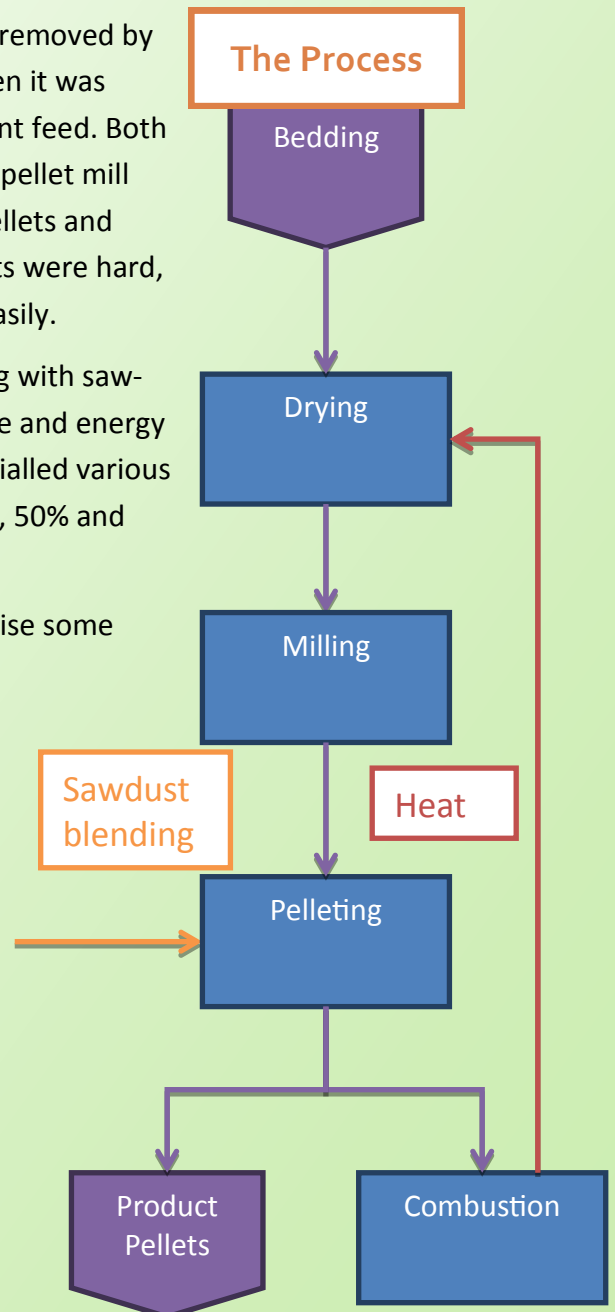 removed by
en it was
nt feed. Both
pellet mill
ellets and
ts were hard,
asily.
g with saw-
e and energy
ialled various
, 50% and
ise some
The Process
Bedding
Drying
Milling
Sawdust
blending
Heat
Pelleting
Product
Pellets
Combustion